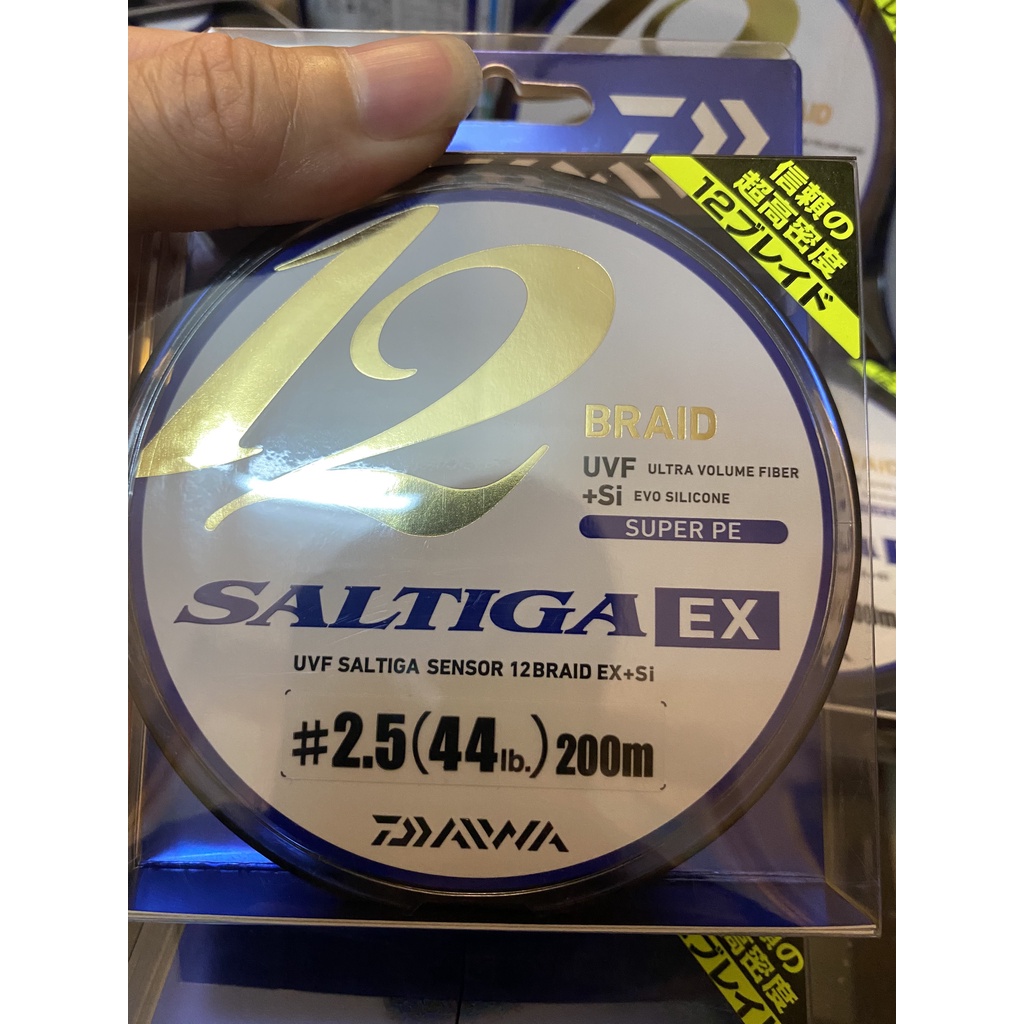 信頼の
超高密度
12ブレイド
12
BRAID
UVF ULTRA VOLUME FIBER
+Si EVO SILICONE
SUPER PE
SALTIGA EX
UVF SALTIGA SENSOR 12BRAID EX+Si
#2.5(44lb.)200m
DAIWA